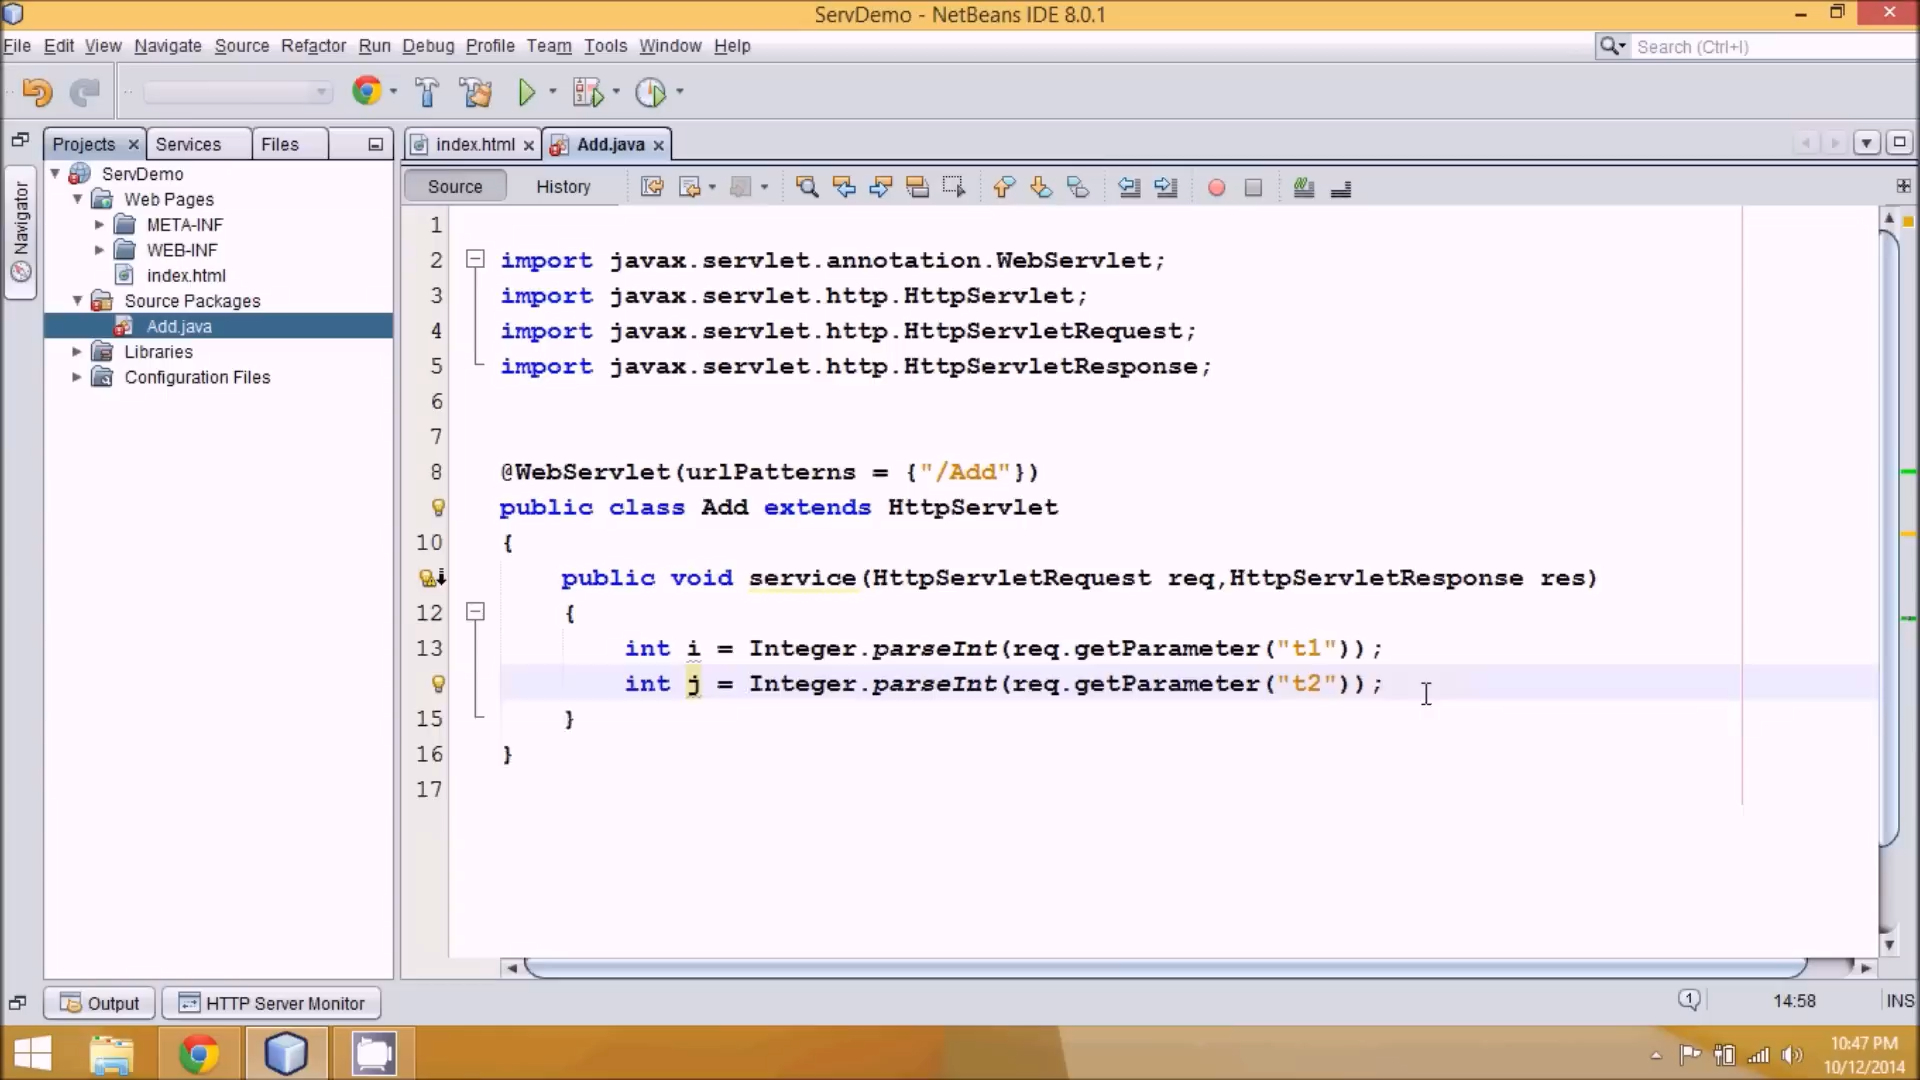 ServDemo - NetBeans IDE 8.0.1
File Edit View Navigate Source Refactor Run Debug Profile Team Tools Window Help
Search (Ctrl+I)
Projects Services Files
index.html Add.java
Navigator
Source History
ServDemo
Web Pages
META-INF
WEB-INF
index.html
Source Packages
Add.java
Libraries
Configuration Files
1
2 import javax.servlet.annotation.WebServlet;
3 import javax.servlet.http.HttpServlet;
4 import javax.servlet.http.HttpServletRequest;
5 import javax.servlet.http.HttpServletResponse;
6
7
8 @WebServlet(urlPatterns = {"/Add"})
public class Add extends HttpServlet
10 {
public void service(HttpServletRequest req,HttpServletResponse res)
12 {
13 int i = Integer.parseInt(req.getParameter("t1"));
int j = Integer.parseInt(req.getParameter("t2"));
15 }
16 }
17
Output HTTP Server Monitor
1 14:58 INS
10:47 PM
10/12/2014